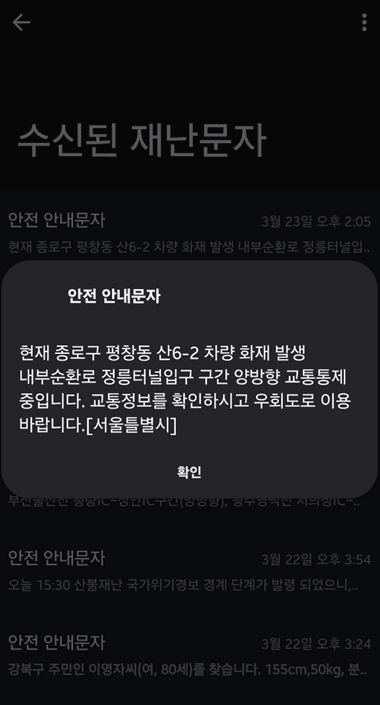 수신된 재난문자
안전 안내문자
3월 23일 오후 2:05
현재 종로구 평창동 산6-2 차량 화재 발생 내부순환로 정릉터널입..
안전 안내문자
현재 종로구 평창동 산6-2 차량 화재 발생
내부순환로 정릉터널입구 구간 양방향 교통통제
중입니다. 교통정보를 확인하시고 우회도로 이용
바랍니다.[서울틀별시]
확인
안전 안내문자
3월 22일 오후 3:54
오늘 15:30 산불재난 국가위기경보 경계 단계가 발령 되었으니,..
안전 안내문자
3월 22일 오후 3:24
강북구 주민인 이영자씨(여, 80세)를 찾습니다. 155cm,50kg, 분..